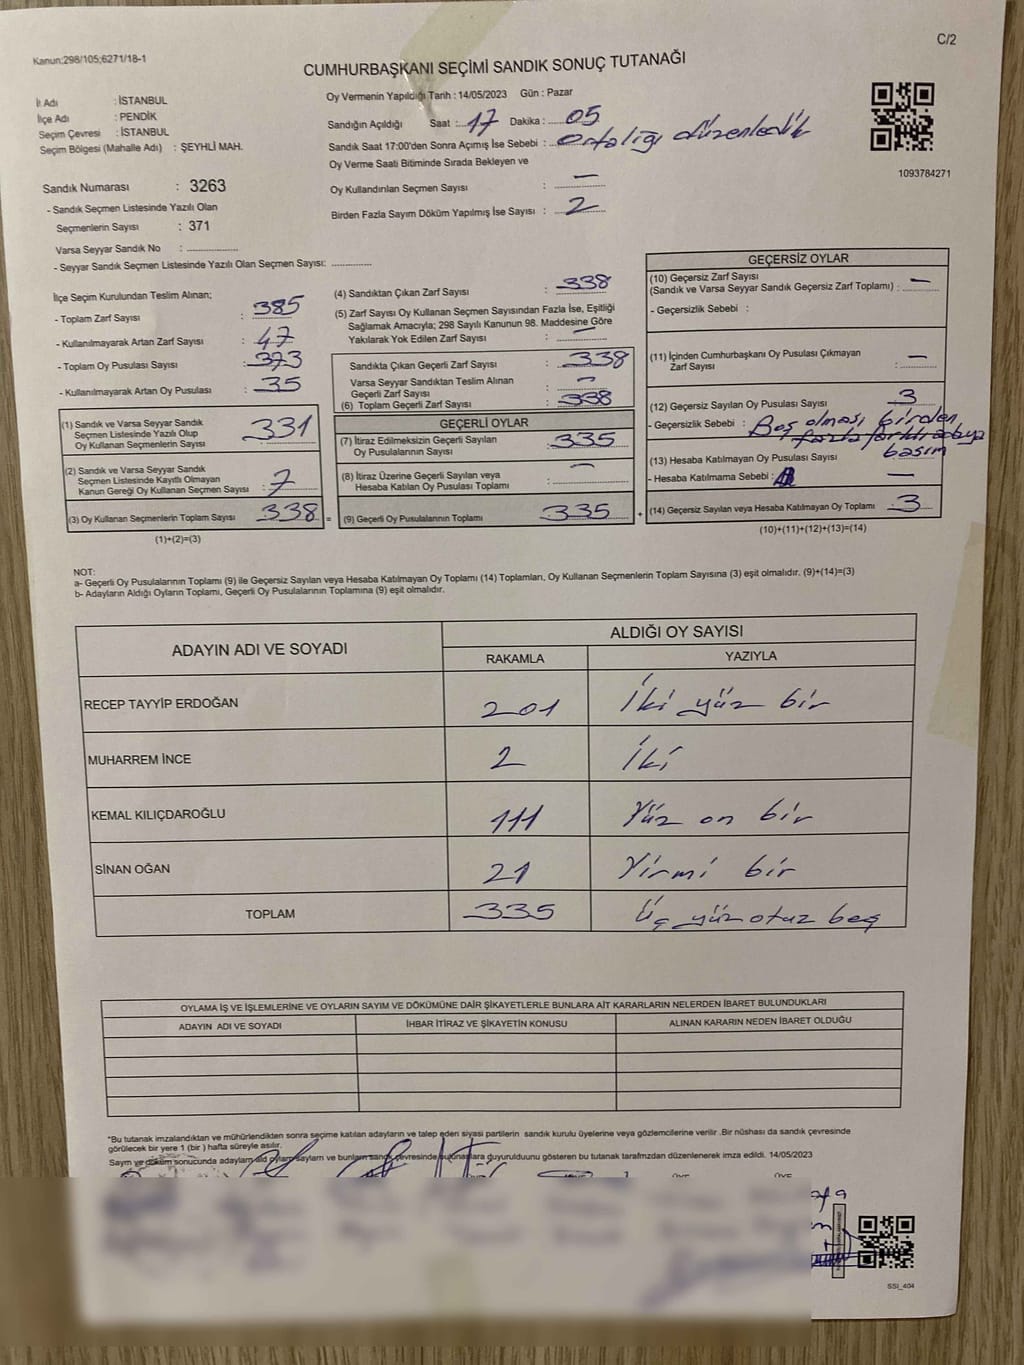 Kanun:298/105;6271/18-1
C/2
CUMHURBAŞKANI SEÇİMİ SANDIK SONUÇ TUTANAĞI
İl Adı : İSTANBUL
İlçe Adı : PENDİK
Seçim Çevresi : İSTANBUL
Seçim Bölgesi (Mahalle Adı) : ŞEYHLİ MAH.
Sandık Numarası : 3263
- Sandık Seçmen Listesinde Yazılı Olan
Seçmenlerin Sayısı : 371
Varsa Seyyar Sandık No : ..............
- Seyyar Sandık Seçmen Listesinde Yazılı Olan Seçmen Sayısı: ............
Oy Vermenin Yapıldığı Tarih : 14/05/2023 Gün : Pazar
Sandığın Açıldığı Saat : 17 Dakika : 05
Sandık Saat 17:00'den Sonra Açımış İse Sebebi : ortalığı düzenledik
Oy Verme Saati Bitiminde Sırada Bekleyen ve
Oy Kullandırılan Seçmen Sayısı : —
Birden Fazla Sayım Döküm Yapılmış İse Sayısı : 2
1093784271
İlçe Seçim Kurulundan Teslim Alınan;
- Toplam Zarf Sayısı : 385
- Kullanılmayarak Artan Zarf Sayısı : 47
- Toplam Oy Pusulası Sayısı : 373
- Kullanılmayarak Artan Oy Pusulası : 35
(1) Sandık ve Varsa Seyyar Sandık
Seçmen Listesinde Yazılı Olup
Oy Kullanan Seçmenlerin Sayısı : 331
(2) Sandık ve Varsa Seyyar Sandık
Seçmen Listesinde Kayıtlı Olmayan
Kanun Gereği Oy Kullanan Seçmen Sayısı : 7
(3) Oy Kullanan Seçmenlerin Toplam Sayısı 338 =
(1)+(2)=(3)
(4) Sandıktan Çıkan Zarf Sayısı : 338
(5) Zarf Sayısı Oy Kullanan Seçmen Sayısından Fazla İse, Eşitliği
Sağlamak Amacıyla; 298 Sayılı Kanunun 98. Maddesine Göre
Yakılarak Yok Edilen Zarf Sayısı : —
Sandıkta Çıkan Geçerli Zarf Sayısı : 338
Varsa Seyyar Sandıktan Teslim Alınan
Geçerli Zarf Sayısı : —
(6) Toplam Geçerli Zarf Sayısı : 338
GEÇERLİ OYLAR
(7) İtiraz Edilmeksizin Geçerli Sayılan
Oy Pusulalarının Sayısı : 335
(8) İtiraz Üzerine Geçerli Sayılan veya
Hesaba Katılan Oy Pusulası Toplamı : —
(9) Geçerli Oy Pusulalarının Toplamı 335 +
GEÇERSİZ OYLAR
(10) Geçersiz Zarf Sayısı
(Sandık ve Varsa Seyyar Sandık Geçersiz Zarf Toplamı) : —
- Geçersizlik Sebebi :
(11) İçinden Cumhurbaşkanı Oy Pusulası Çıkmayan
Zarf Sayısı : —
(12) Geçersiz Sayılan Oy Pusulası Sayısı : 3
- Geçersizlik Sebebi : Boş olması birden
fazla farklı adaya
basım
(13) Hesaba Katılmayan Oy Pusulası Sayısı
- Hesaba Katılmama Sebebi : —
(14) Geçersiz Sayılan veya Hesaba Katılmayan Oy Toplamı : 3
(10)+(11)+(12)+(13)=(14)
NOT:
a- Geçerli Oy Pusulalarının Toplamı (9) ile Geçersiz Sayılan veya Hesaba Katılmayan Oy Toplamı (14) Toplamları, Oy Kullanan Seçmenlerin Toplam Sayısına (3) eşit olmalıdır. (9)+(14)=(3)
b- Adayların Aldığı Oyların Toplamı, Geçerli Oy Pusulalarının Toplamına (9) eşit olmalıdır.
ADAYIN ADI VE SOYADI ALDIĞI OY SAYISI
RAKAMLA YAZIYLA
RECEP TAYYİP ERDOĞAN 201 İki yüz bir
MUHARREM İNCE 2 İki
KEMAL KILIÇDAROĞLU 111 Yüz on bir
SİNAN OĞAN 21 Yirmi bir
TOPLAM 335 Üç yüz otuz beş
OYLAMA İŞ VE İŞLEMLERİNE VE OYLARIN SAYIM VE DÖKÜMÜNE DAİR ŞİKAYETLERLE BUNLARA AİT KARARLARIN NELERDEN İBARET BULUNDUKLARI
ADAYIN ADI VE SOYADI İHBAR İTİRAZ VE ŞİKAYETİN KONUSU ALINAN KARARIN NEDEN İBARET OLDUĞU
*Bu tutanak imzalandıktan ve mühürlendikten sonra seçime katılan adayların ve talep eden siyasi partilerin sandık kurulu üyelerine veya gözlemcilerine verilir .Bir nüshası da sandık çevresinde
görülecek bir yere 1 (bir ) hafta süreyle asılır.
Sayım ve döküm sonucunda adayların ald oyların sayların ve bunların sandık çevresinde bulunanlara duyurulduunu gösteren bu tutanak tarafımzdan düzenlenerek imza edildi. 14/05/2023
ÜYE ÜYE
SSI_404